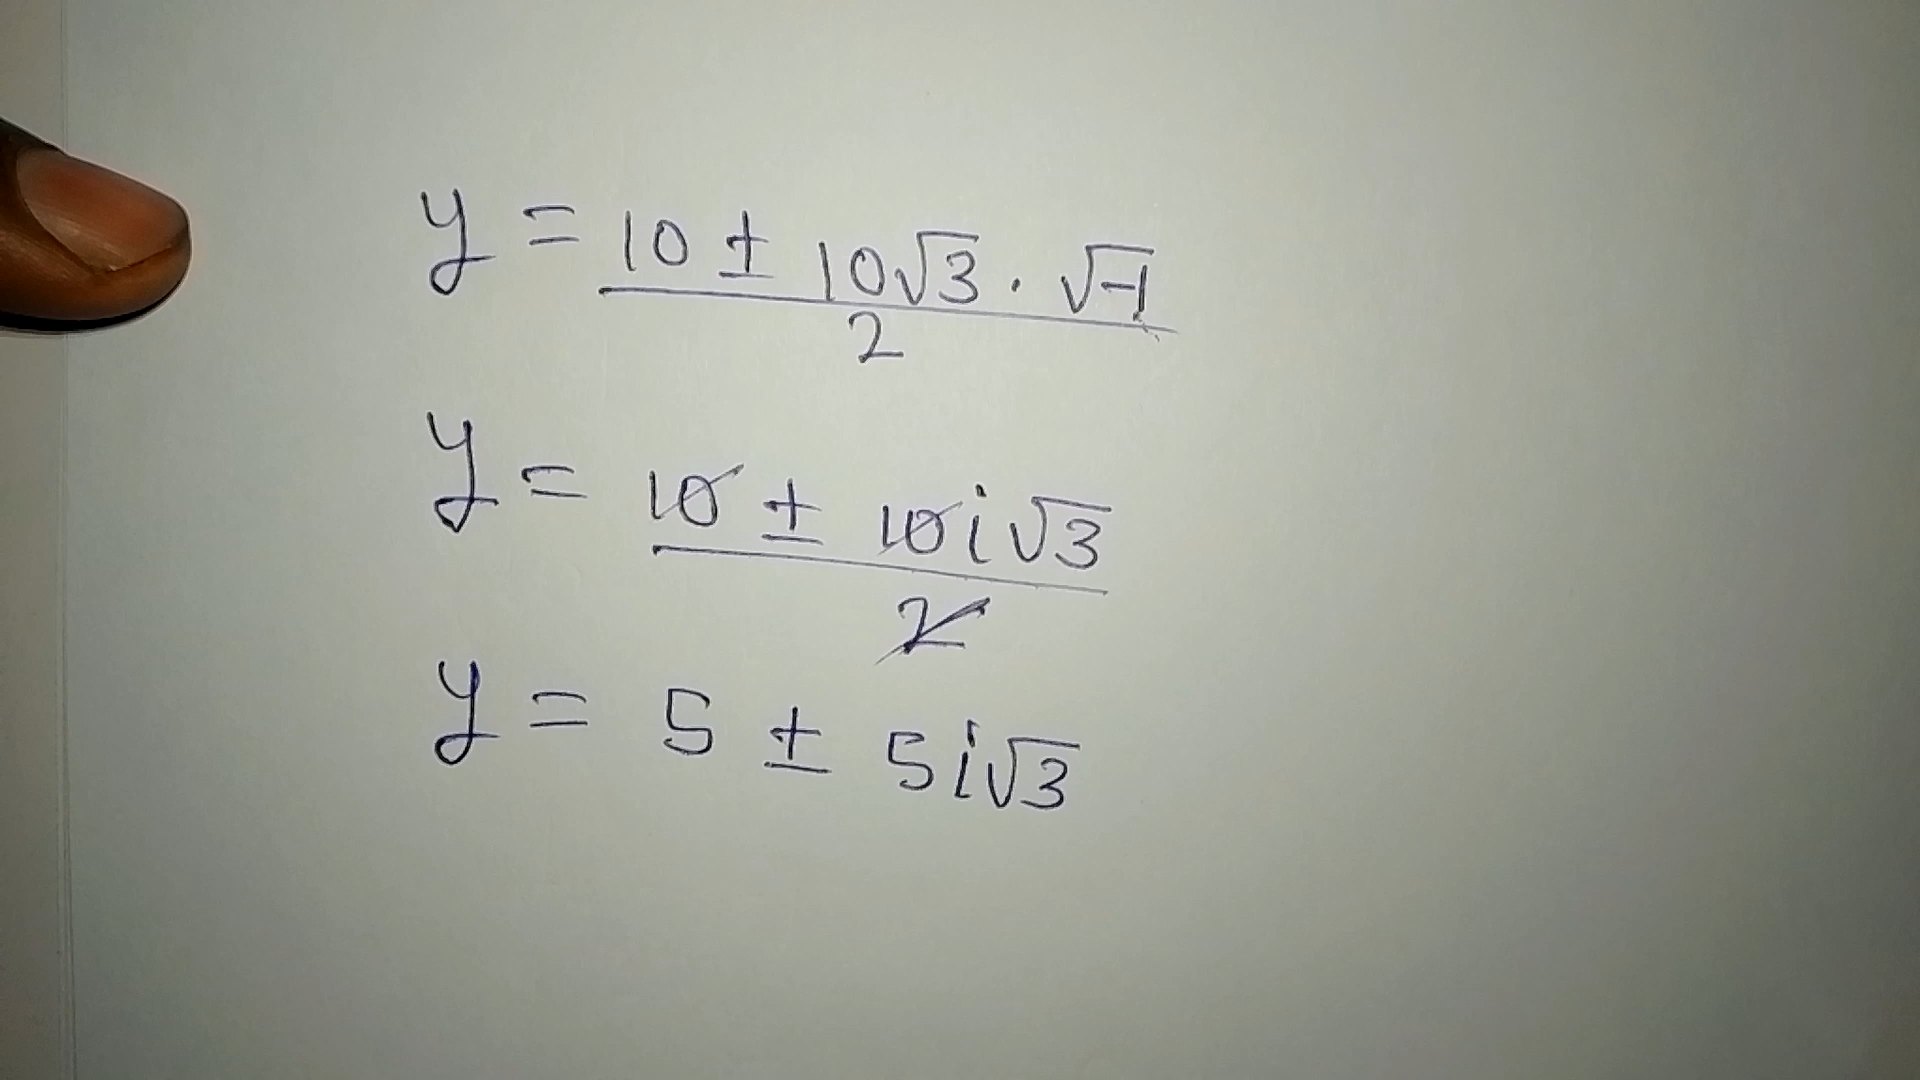 y = (10 ± 10√3 · √-1) / 2
y = (10 ± 10i√3) / 2
y = 5 ± 5i√3